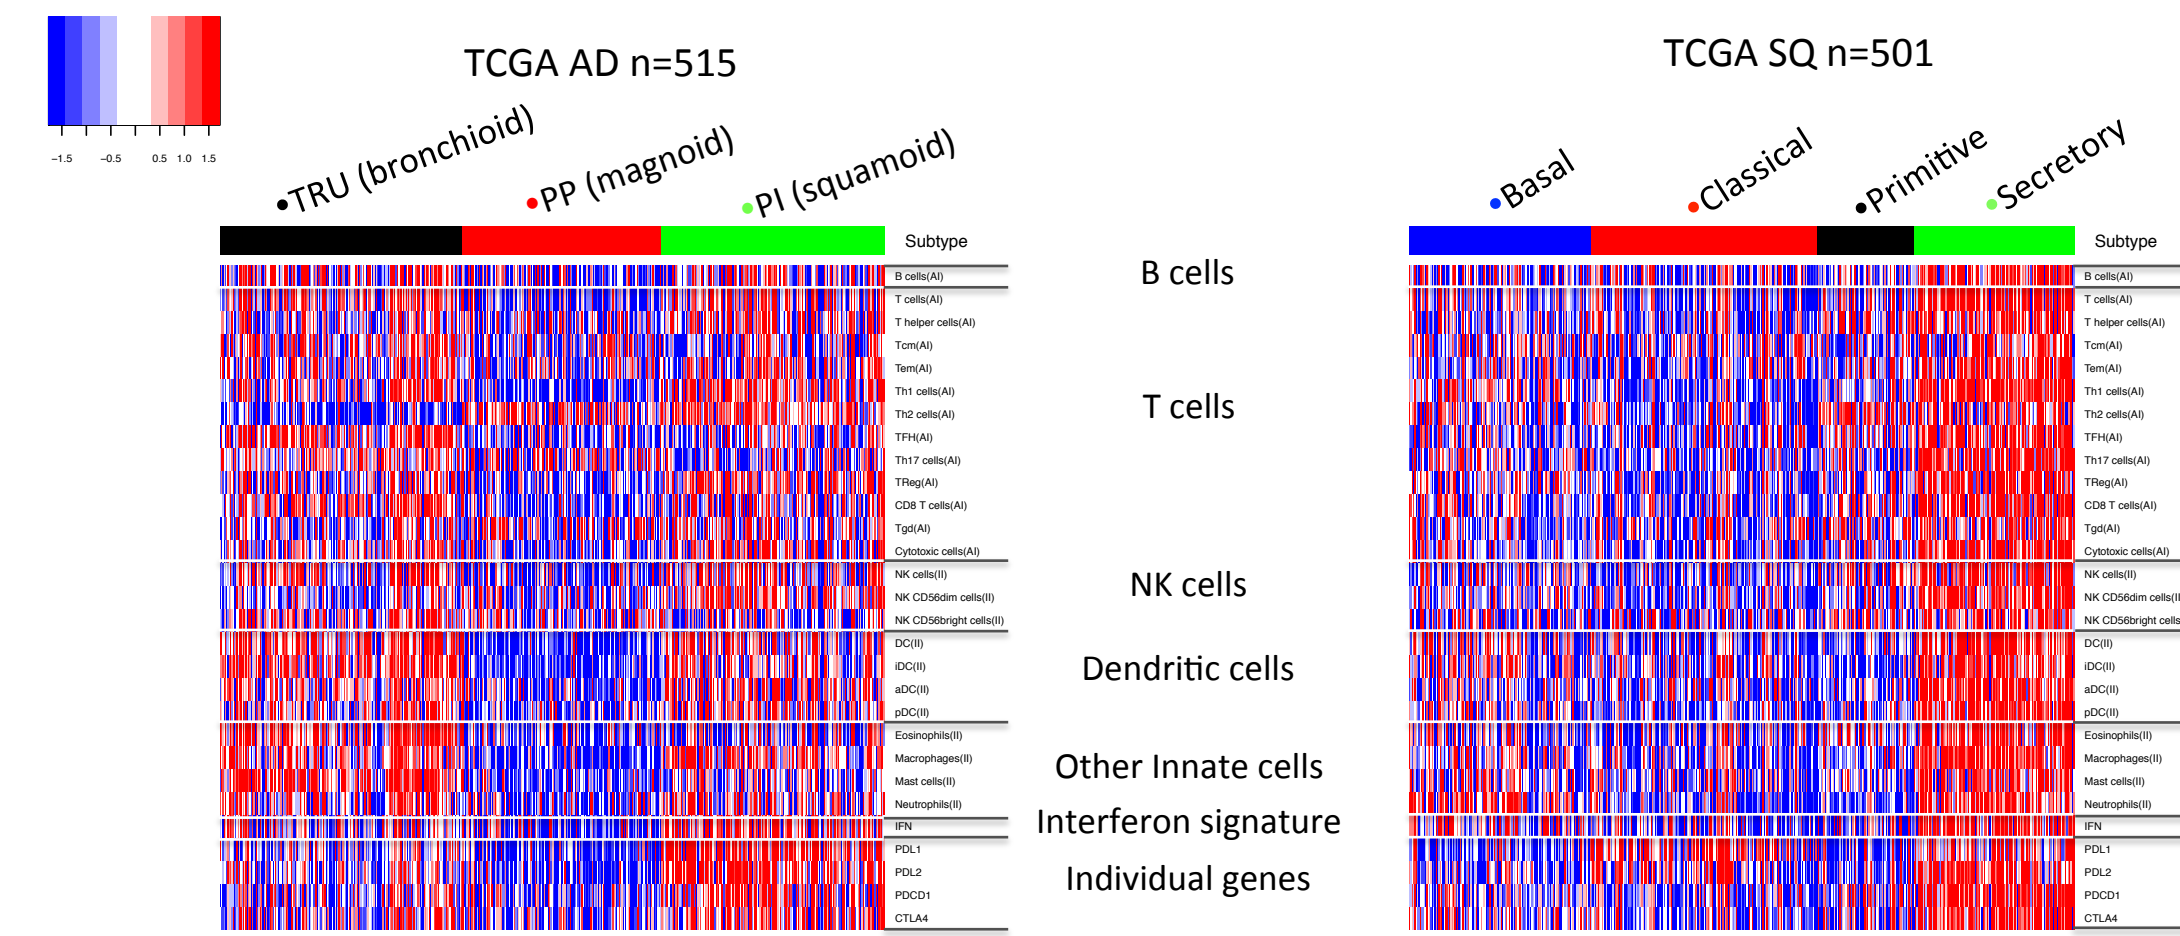 TCGA AD n=515
TCGA SQ n=501
−1.5 −0.5 0.5 1.0 1.5
•TRU (bronchioid)
•PP (magnoid)
•PI (squamoid)
•Basal
•Classical
•Primitive
•Secretory
Subtype
B cells(AI)
T cells(AI)
T helper cells(AI)
Tcm(AI)
Tem(AI)
Th1 cells(AI)
Th2 cells(AI)
TFH(AI)
Th17 cells(AI)
TReg(AI)
CD8 T cells(AI)
Tgd(AI)
Cytotoxic cells(AI)
NK cells(II)
NK CD56dim cells(II)
NK CD56bright cells(II)
DC(II)
iDC(II)
aDC(II)
pDC(II)
Eosinophils(II)
Macrophages(II)
Mast cells(II)
Neutrophils(II)
IFN
PDL1
PDL2
PDCD1
CTLA4
B cells
T cells
NK cells
Dendritic cells
Other Innate cells
Interferon signature
Individual genes
Subtype
B cells(AI)
T cells(AI)
T helper cells(AI)
Tcm(AI)
Tem(AI)
Th1 cells(AI)
Th2 cells(AI)
TFH(AI)
Th17 cells(AI)
TReg(AI)
CD8 T cells(AI)
Tgd(AI)
Cytotoxic cells(AI)
NK cells(II)
NK CD56dim cells(II
NK CD56bright cells
DC(II)
iDC(II)
aDC(II)
pDC(II)
Eosinophils(II)
Macrophages(II)
Mast cells(II)
Neutrophils(II)
IFN
PDL1
PDL2
PDCD1
CTLA4